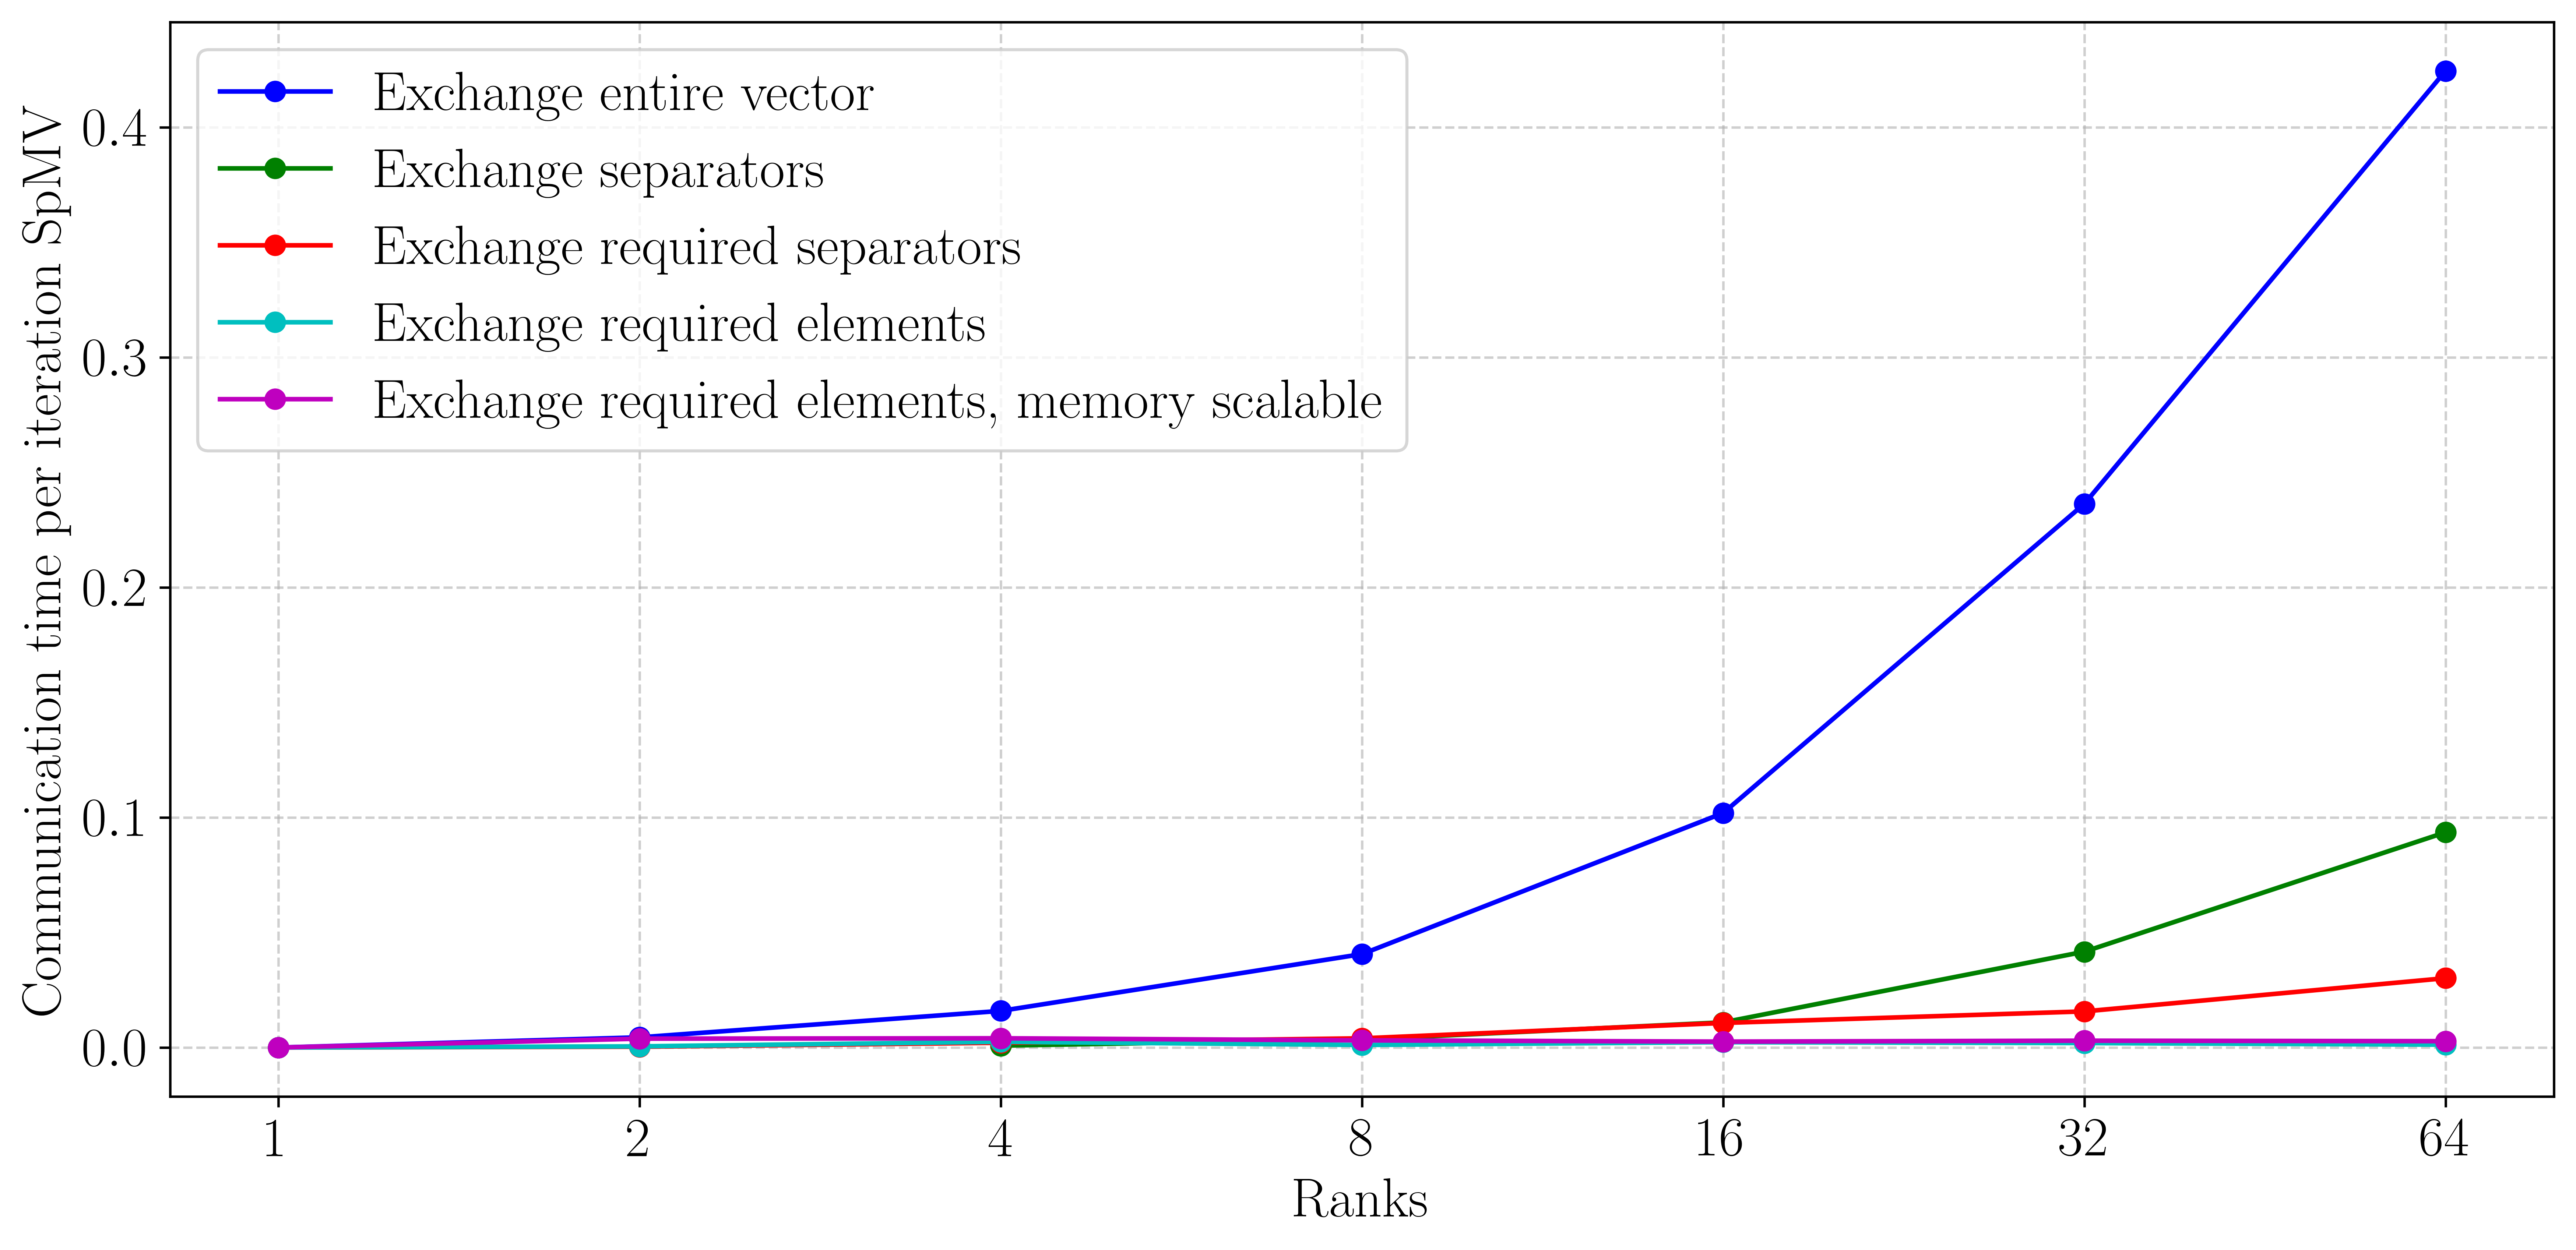 Communication time per iteration SpMV
0.4
0.3
0.2
0.1
0.0
Exchange entire vector
Exchange separators
Exchange required separators
Exchange required elements
Exchange required elements, memory scalable
1 2 4 8 16 32 64
Ranks